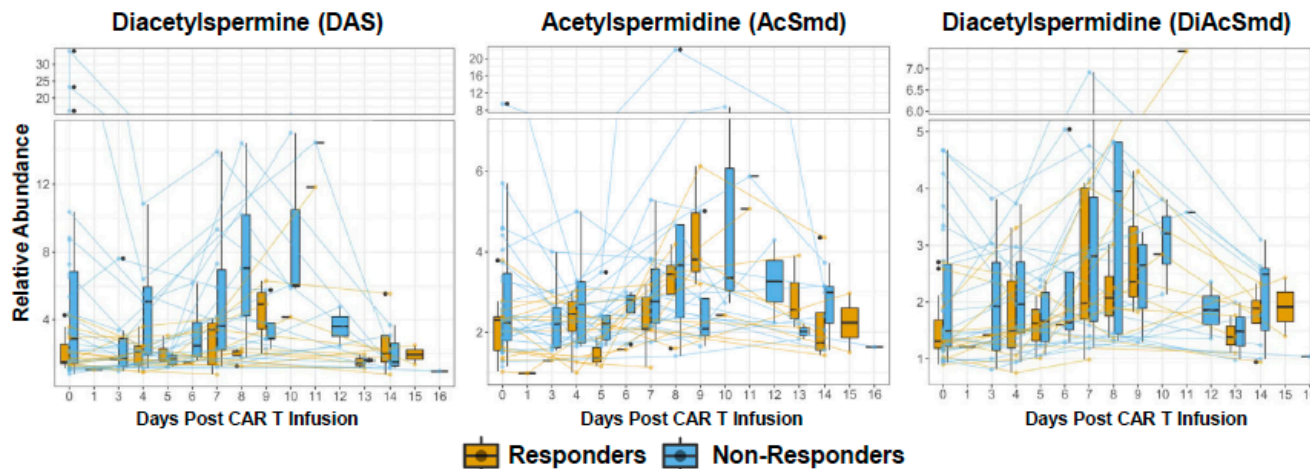 Diacetylspermine (DAS)
Acetylspermidine (AcSmd)
Diacetylspermidine (DiAcSmd)
Relative Abundance
35
30
25
20
12
8
4
0 1 3 4 5 6 7 8 9 10 11 12 13 14 15 16
Days Post CAR T Infusion
20
16
12
8
6
4
2
0 1 3 4 5 6 7 8 9 10 11 12 13 14 15 16
Days Post CAR T Infusion
7.0
6.5
6.0
5
4
3
2
1
0 1 3 4 5 6 7 8 9 10 11 12 13 14 15 1
Days Post CAR T Infusion
Responders
Non-Responders